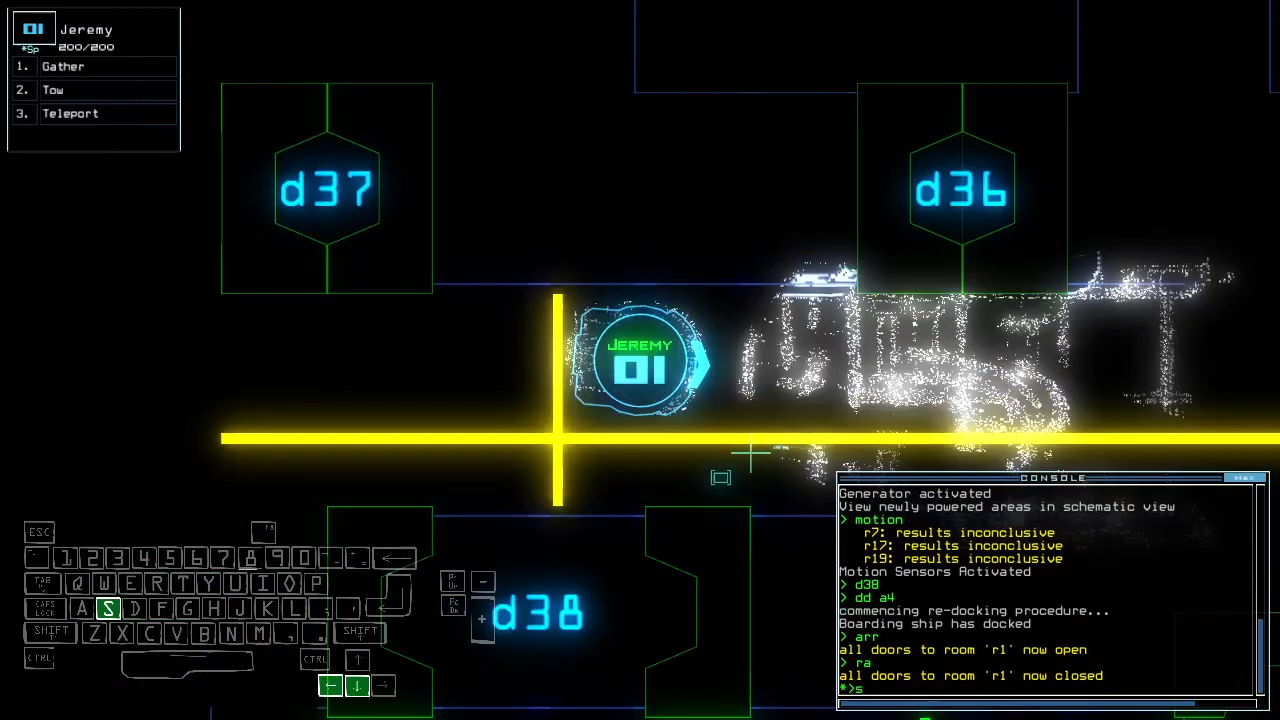 01 Jeremy
*Sp 200/200
1. Gather
2. Tow
3. Teleport
d37
d36
JEREMY
01
d38
CONSOLE
MAX
Generator activated
View newly powered areas in schematic view
> motion
r7: results inconclusive
r17: results inconclusive
r19: results inconclusive
Motion Sensors Activated
> d38
> dd a4
commencing re-docking procedure...
Boarding ship has docked
> arr
all doors to room 'r1' now open
> ra
all doors to room 'r1' now closed
*>s
ESC
1 2 3 4 5 6 7 8 9 0 - =
TAB Q W E R T Y U I O P
CAPS LOCK A S D F G H J K L ; '
SHIFT Z X C V B N M , . SHIFT
CTRL CTRL